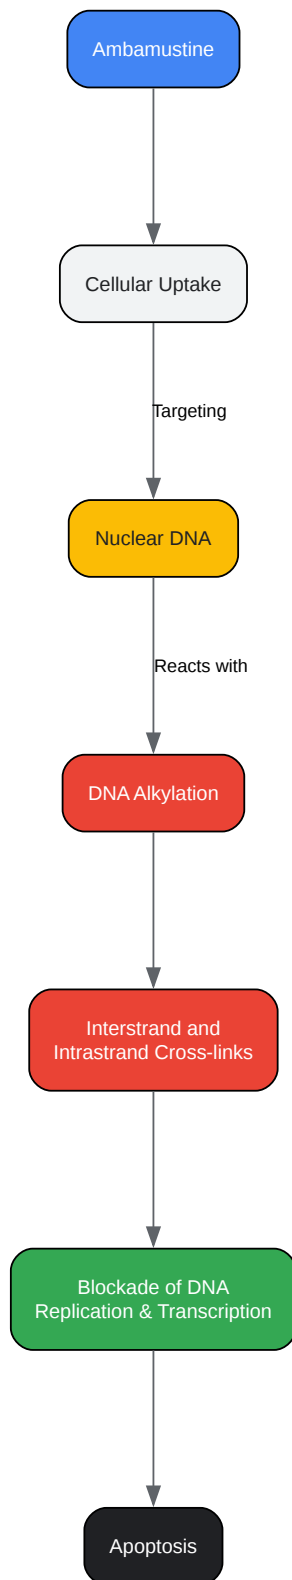 Ambamustine
Cellular Uptake
Targeting
Nuclear DNA
Reacts with
DNA Alkylation
Interstrand and
Intrastrand Cross-links
Blockade of DNA
Replication & Transcription
Apoptosis